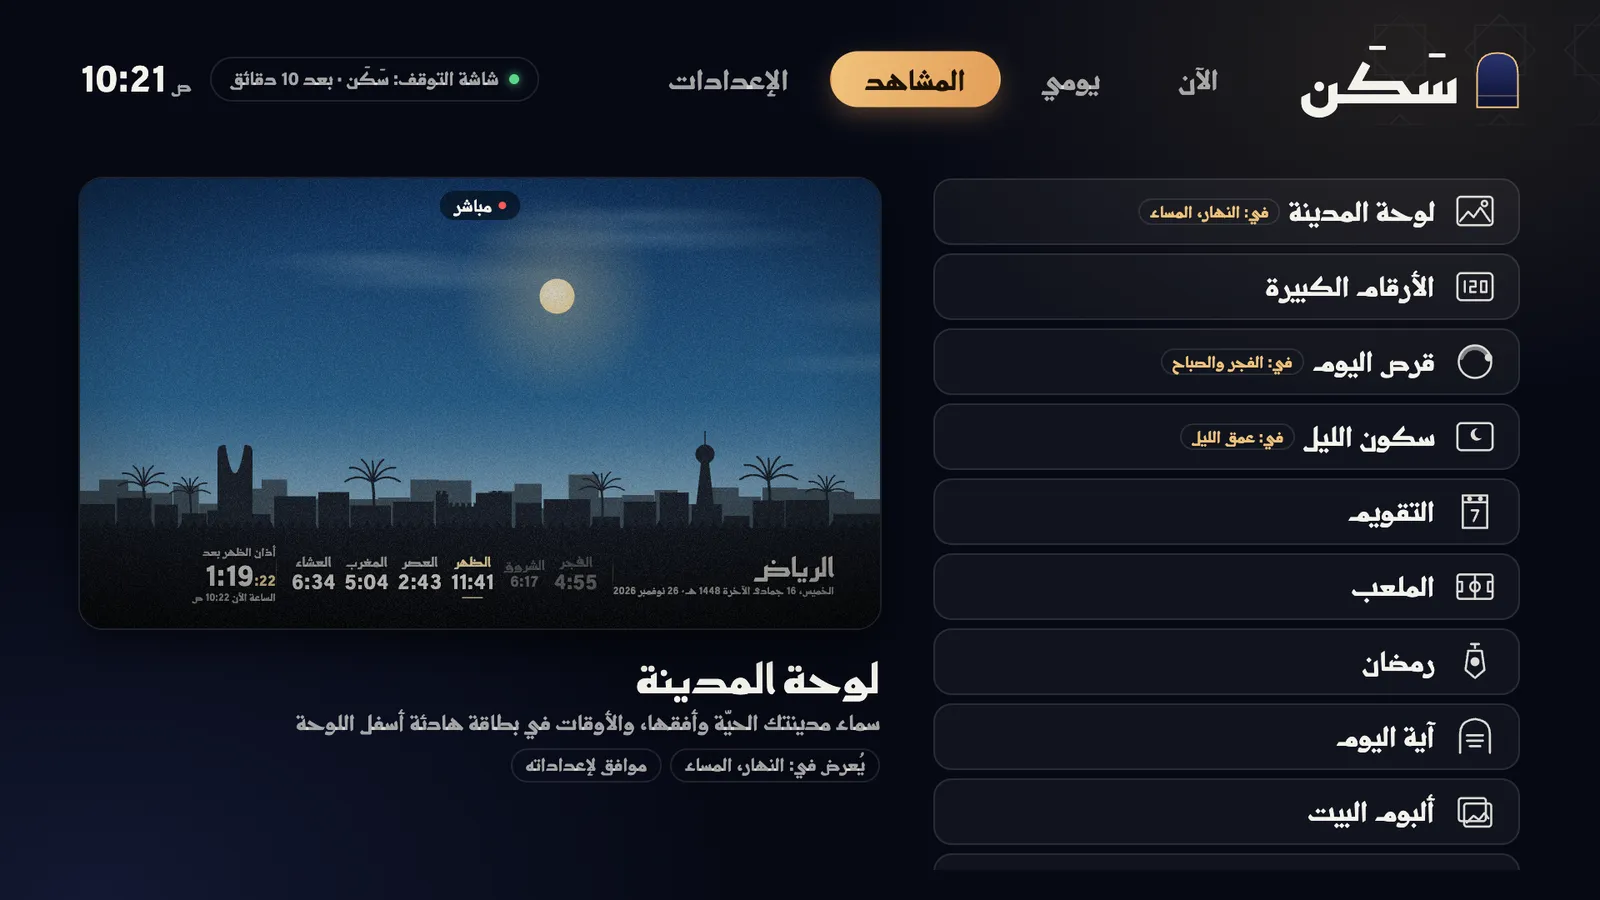 سَكَن
الآن
يومي
المشاهد
الإعدادات
شاشة التوقف: سَكَن · بعد 10 دقائق
10:21 ص
لوحة المدينة
في: النهار، المساء
الأرقام الكبيرة
120
قرص اليوم
في: الفجر والصباح
سكون الليل
في: عمق الليل
التقويم
7
الملعب
رمضان
آية اليوم
ألبوم البيت
مباشر
الرياض
الخميس، 16 جمادى الآخرة 1448 هـ · 26 نوفمبر 2026
الفجر
4:55
الشروق
6:17
الظهر
11:41
العصر
2:43
المغرب
5:04
العشاء
6:34
أذان الظهر بعد
1:19:22
الساعة الآن 10:22 ص
لوحة المدينة
سماء مدينتك الحيّة وأفقها، والأوقات في بطاقة هادئة أسفل اللوحة
يُعرض في: النهار، المساء
موافق لإعداداته